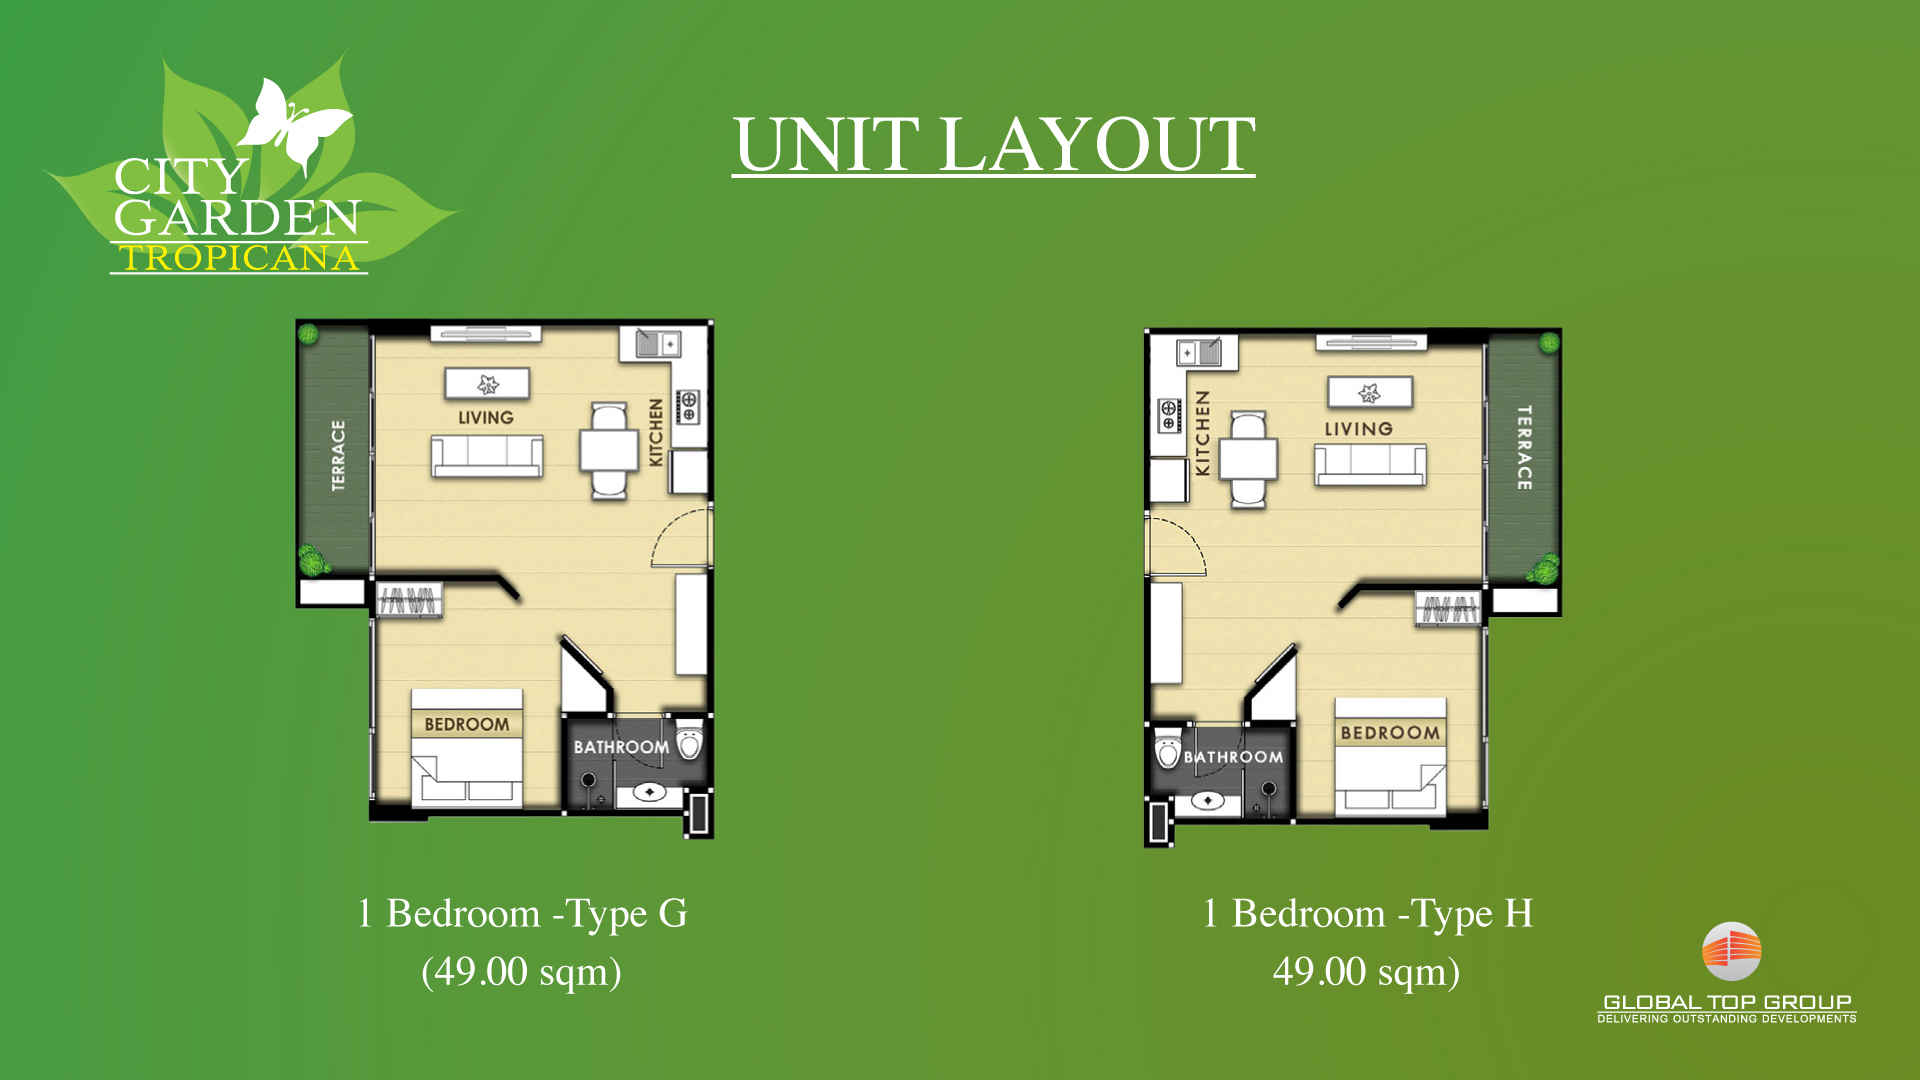 CITY
GARDEN
TROPICANA
UNIT LAYOUT
TERRACE
LIVING
KITCHEN
BEDROOM
BATHROOM
KITCHEN
LIVING
TERRACE
BATHROOM
BEDROOM
1 Bedroom -Type G
(49.00 sqm)
1 Bedroom -Type H
49.00 sqm)
GLOBAL TOP GROUP
DELIVERING OUTSTANDING DEVELOPMENTS